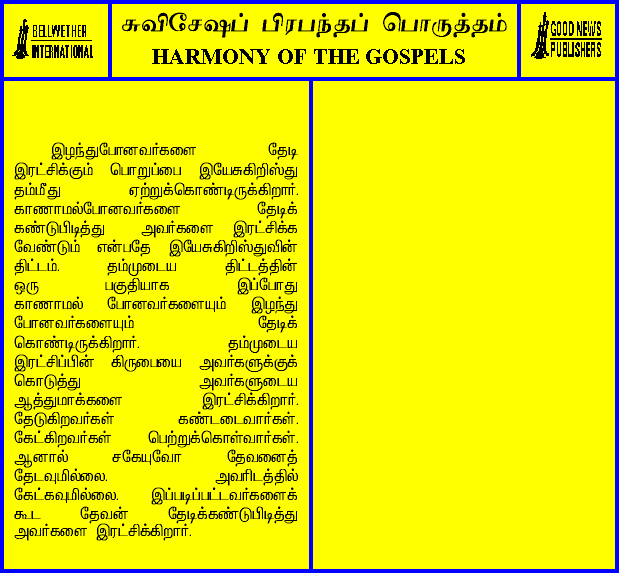 BELLWETHER
INTERNATIONAL
சுவிசேஷப் பிரபந்தப் பொருத்தம்
HARMONY OF THE GOSPELS
GOOD NEWS
PUBLISHERS
இழந்துபோனவர்களை தேடி
இரட்சிக்கும் பொறுப்பை இயேசுகிறிஸ்து
தம்மீது ஏற்றுக்கொண்டிருக்கிறார்.
காணாமல்போனவர்களை தேடிக்
கண்டுபிடித்து அவர்களை இரட்சிக்க
வேண்டும் என்பதே இயேசுகிறிஸ்துவின்
திட்டம். தம்முடைய திட்டத்தின்
ஒரு பகுதியாக இப்போது
காணாமல் போனவர்களையும் இழந்து
போனவர்களையும் தேடிக்
கொண்டிருக்கிறார். தம்முடைய
இரட்சிப்பின் கிருபையை அவர்களுக்குக்
கொடுத்து அவர்களுடைய
ஆத்துமாக்களை இரட்சிக்கிறார்.
தேடுகிறவர்கள் கண்டடைவார்கள்.
கேட்கிறவர்கள் பெற்றுக்கொள்வார்கள்.
ஆனால் சகேயுவோ தேவனைத்
தேடவுமில்லை. அவரிடத்தில்
கேட்கவுமில்லை. இப்படிப்பட்டவர்களைக்
கூட தேவன் தேடிக்கண்டுபிடித்து
அவர்களை இரட்சிக்கிறார்.